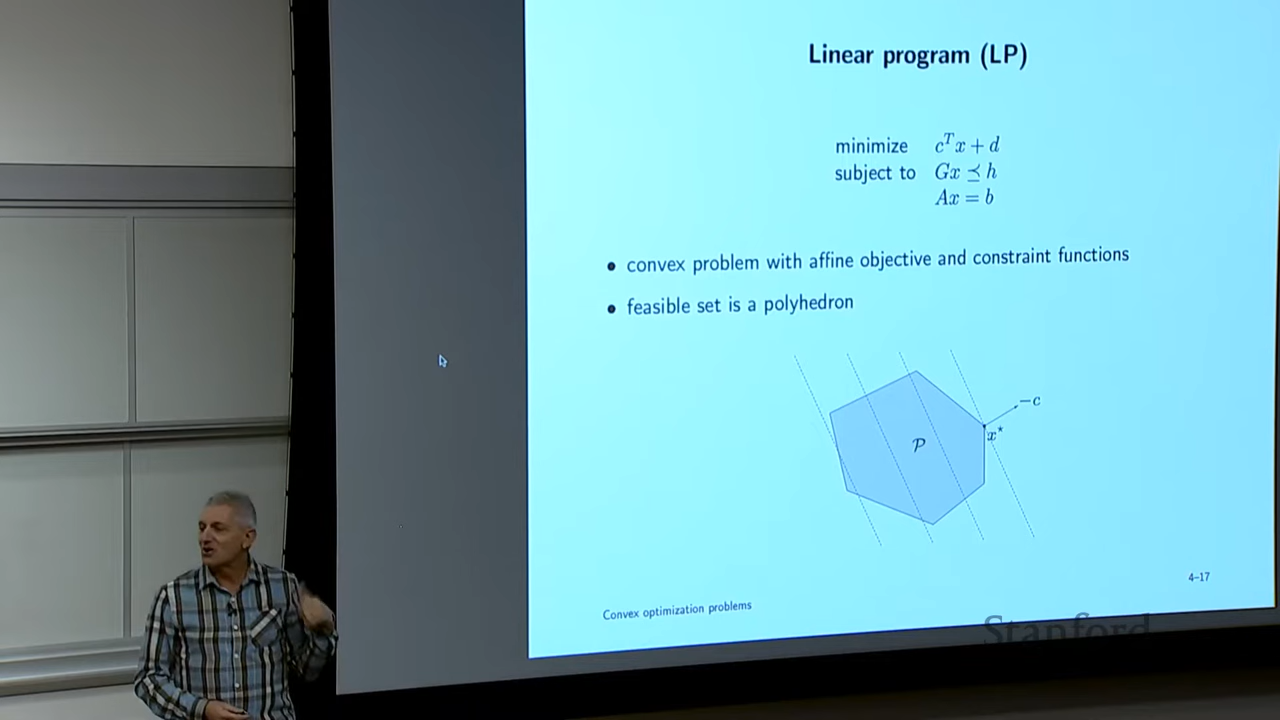 Linear program (LP)
minimize cᵀx + d
subject to Gx ⪯ h
Ax = b
• convex problem with affine objective and constraint functions
• feasible set is a polyhedron
−c
x⋆
𝒫
4–17
Convex optimization problems
Stanford